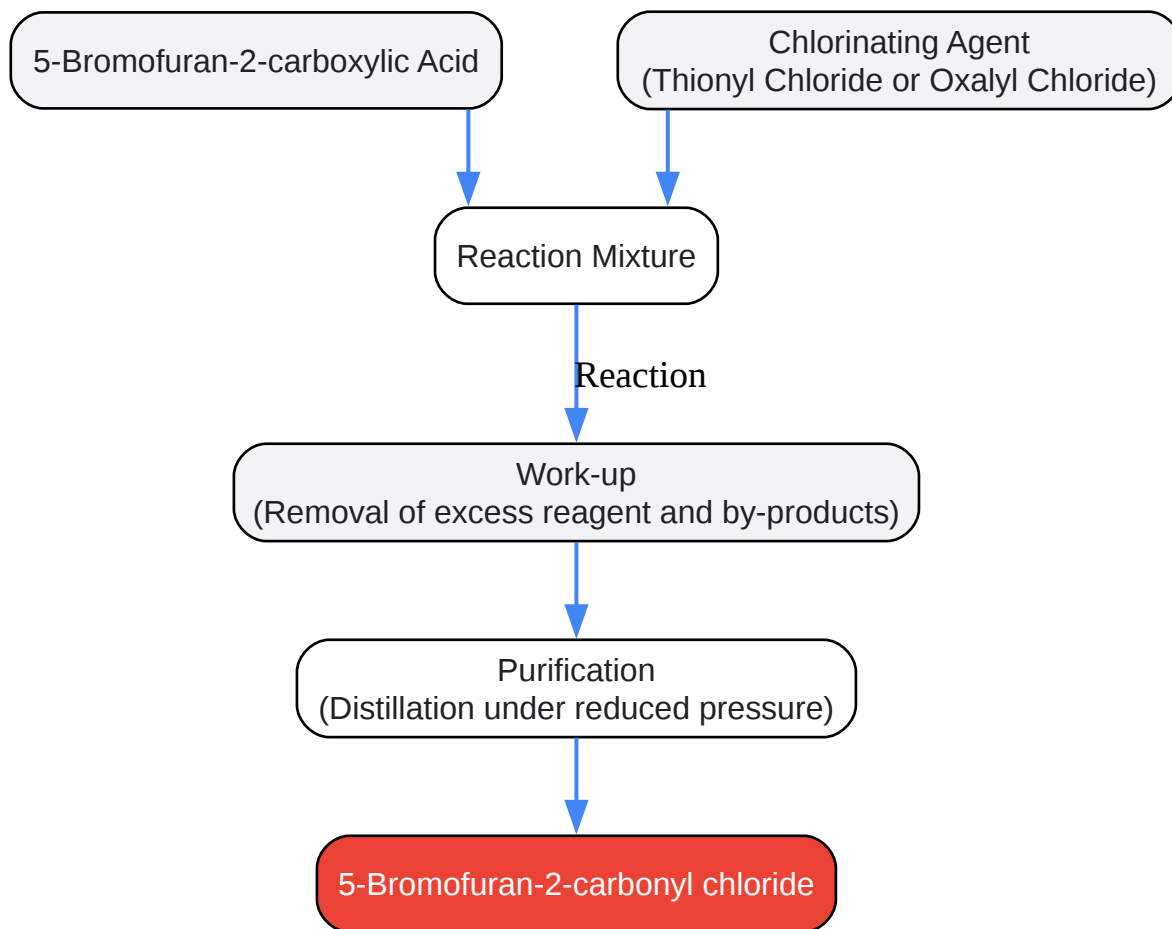 5-Bromofuran-2-carboxylic Acid
Chlorinating Agent
(Thionyl Chloride or Oxalyl Chloride)
Reaction Mixture
Reaction
Work-up
(Removal of excess reagent and by-products)
Purification
(Distillation under reduced pressure)
5-Bromofuran-2-carbonyl chloride